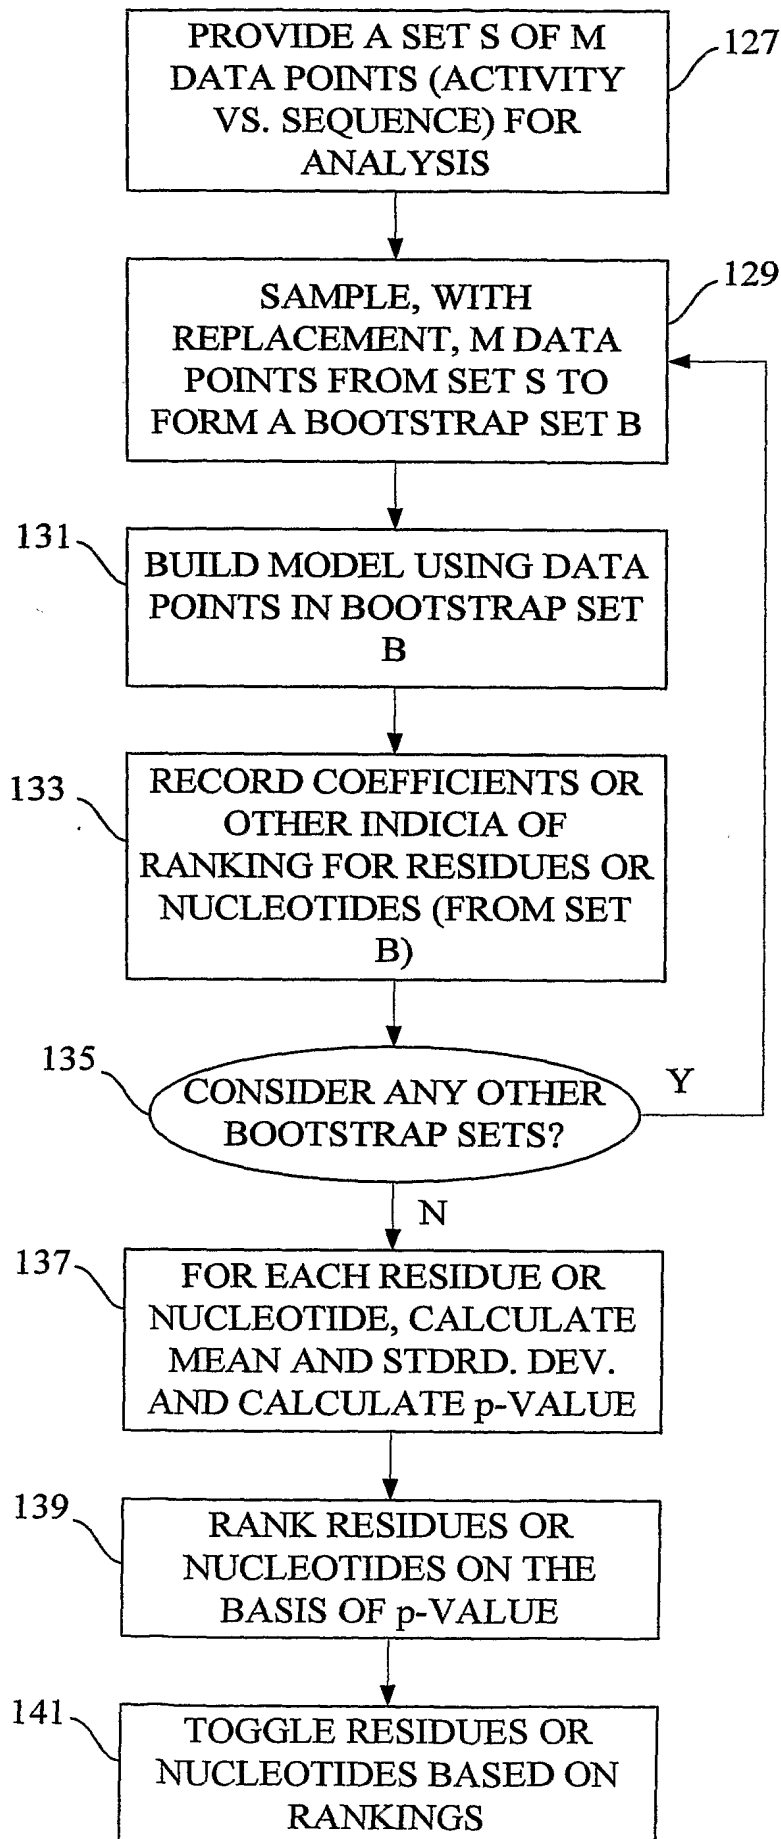 PROVIDE A SET S OF M
DATA POINTS (ACTIVITY
VS. SEQUENCE) FOR
ANALYSIS
127
SAMPLE, WITH
REPLACEMENT, M DATA
POINTS FROM SET S TO
FORM A BOOTSTRAP SET B
129
131
BUILD MODEL USING DATA
POINTS IN BOOTSTRAP SET
B
133
RECORD COEFFICIENTS OR
OTHER INDICIA OF
RANKING FOR RESIDUES OR
NUCLEOTIDES (FROM SET
B)
135
CONSIDER ANY OTHER
BOOTSTRAP SETS?
Y
N
137
FOR EACH RESIDUE OR
NUCLEOTIDE, CALCULATE
MEAN AND STDRD. DEV.
AND CALCULATE p-VALUE
139
RANK RESIDUES OR
NUCLEOTIDES ON THE
BASIS OF p-VALUE
141
TOGGLE RESIDUES OR
NUCLEOTIDES BASED ON
RANKINGS